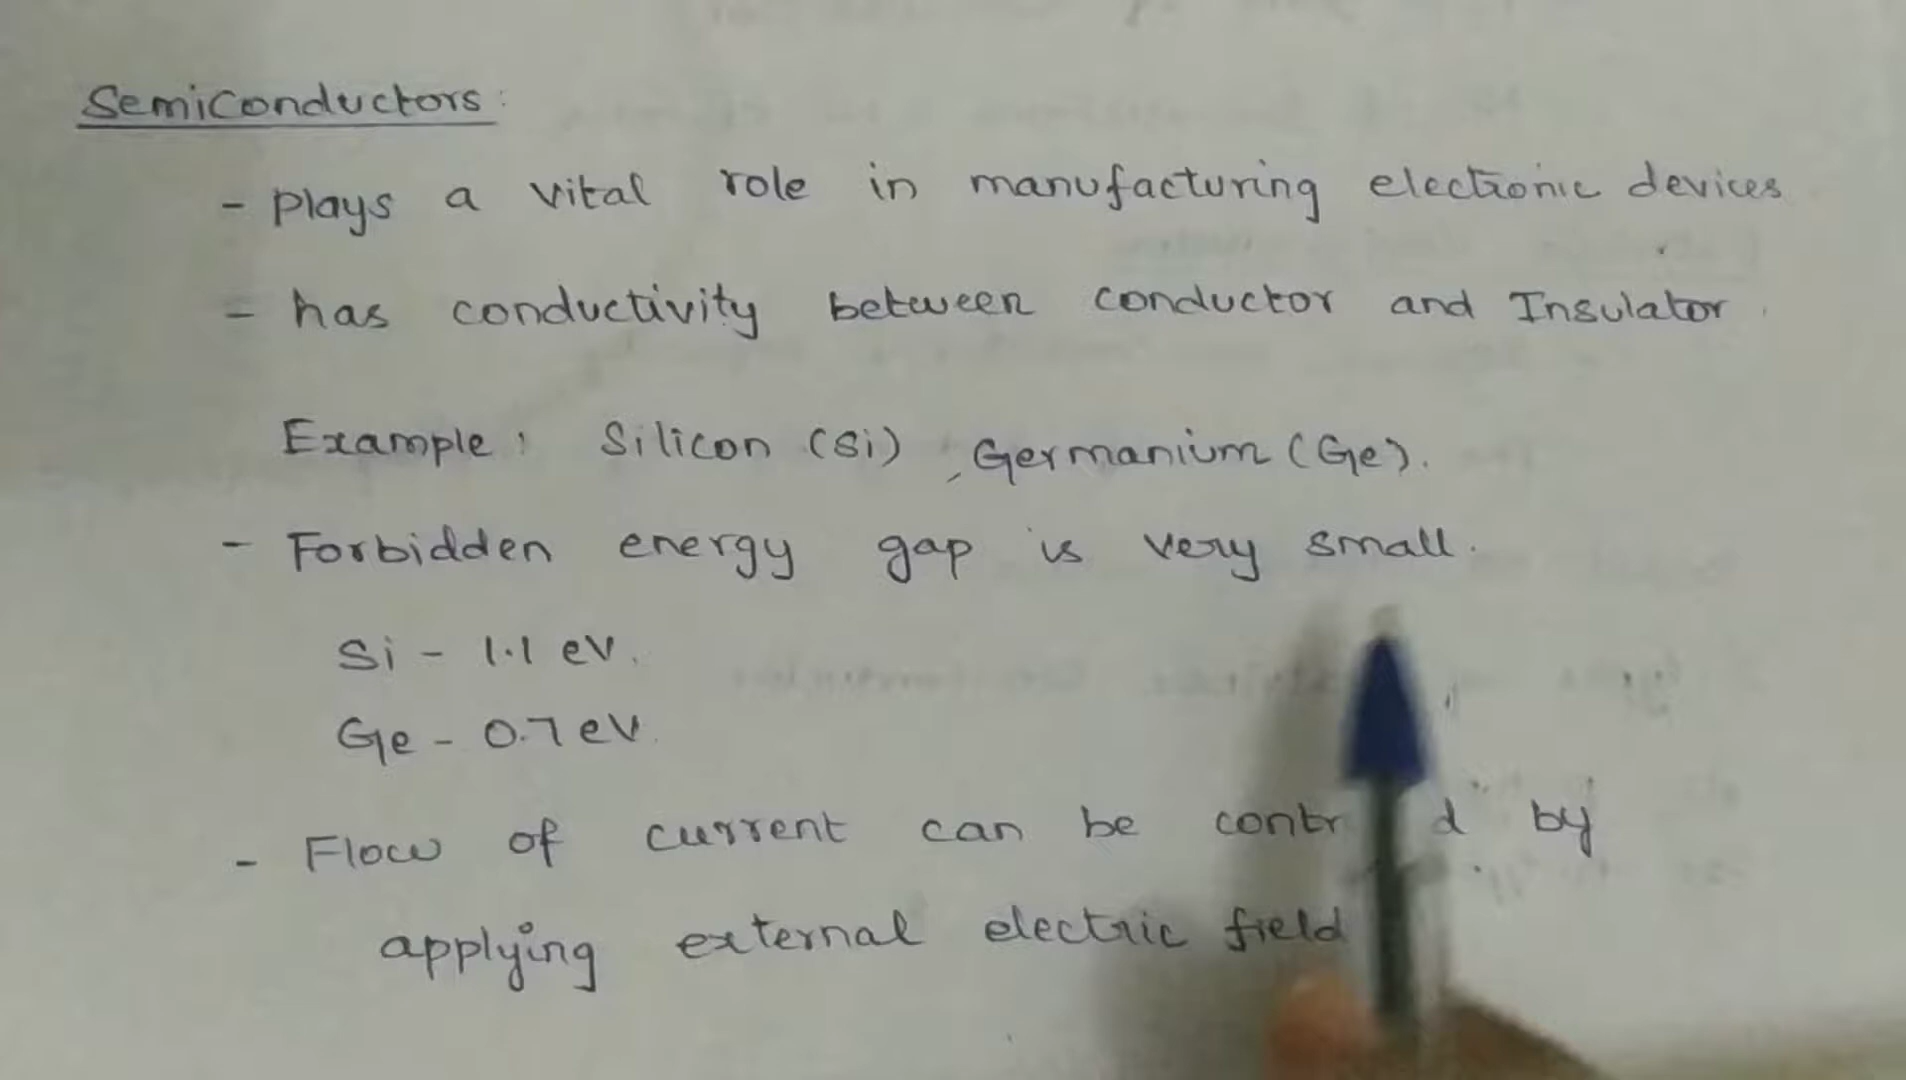 Semiconductors:
- plays a vital role in manufacturing electronic devices
- has conductivity between conductor and Insulator.
Example: Silicon (Si), Germanium (Ge).
- Forbidden energy gap is very small.
Si - 1.1 eV.
Ge - 0.7 eV.
- Flow of current can be by
applying external electric field